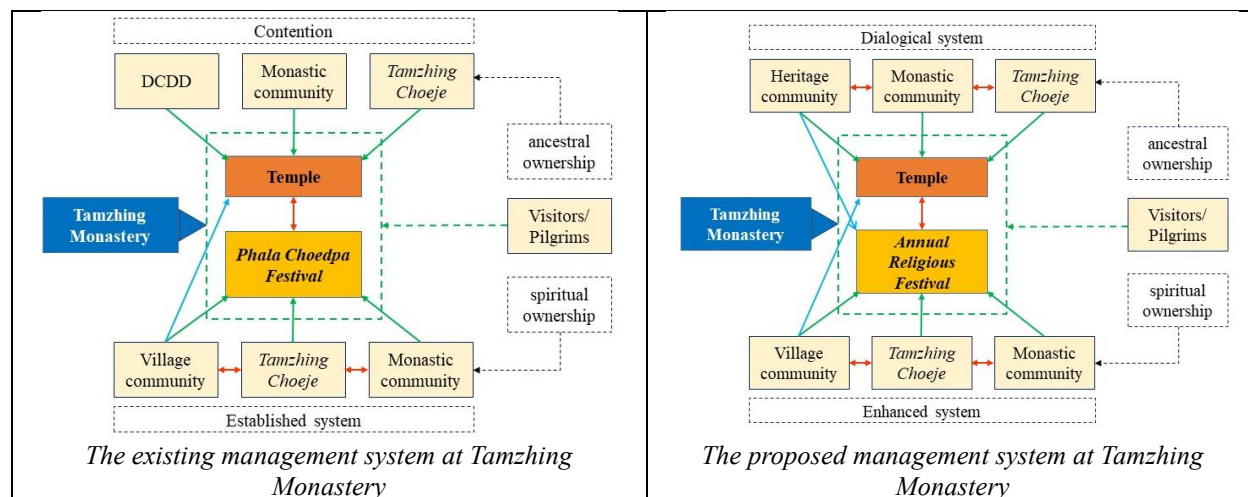 Contention
DCDD
Monastic
community
Tamzhing
Choeje
ancestral
ownership
Temple
Tamzhing
Monastery
Visitors/
Pilgrims
Phala Choedpa
Festival
spiritual
ownership
Village
community
Tamzhing
Choeje
Monastic
community
Established system
The existing management system at Tamzhing
Monastery
Dialogical system
Heritage
community
Monastic
community
Tamzhing
Choeje
ancestral
ownership
Temple
Tamzhing
Monastery
Visitors/
Pilgrims
Annual
Religious
Festival
spiritual
ownership
Village
community
Tamzhing
Choeje
Monastic
community
Enhanced system
The proposed management system at Tamzhing
Monastery